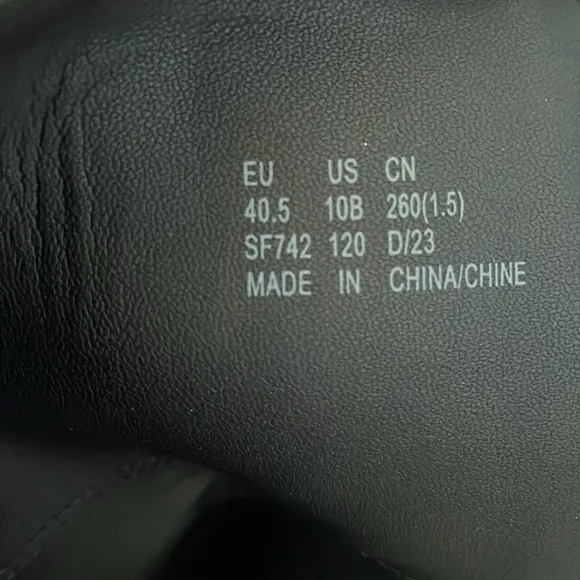 EU US CN
40.5 10B 260(1.5)
SF742 120 D/23
MADE IN CHINA/CHINE